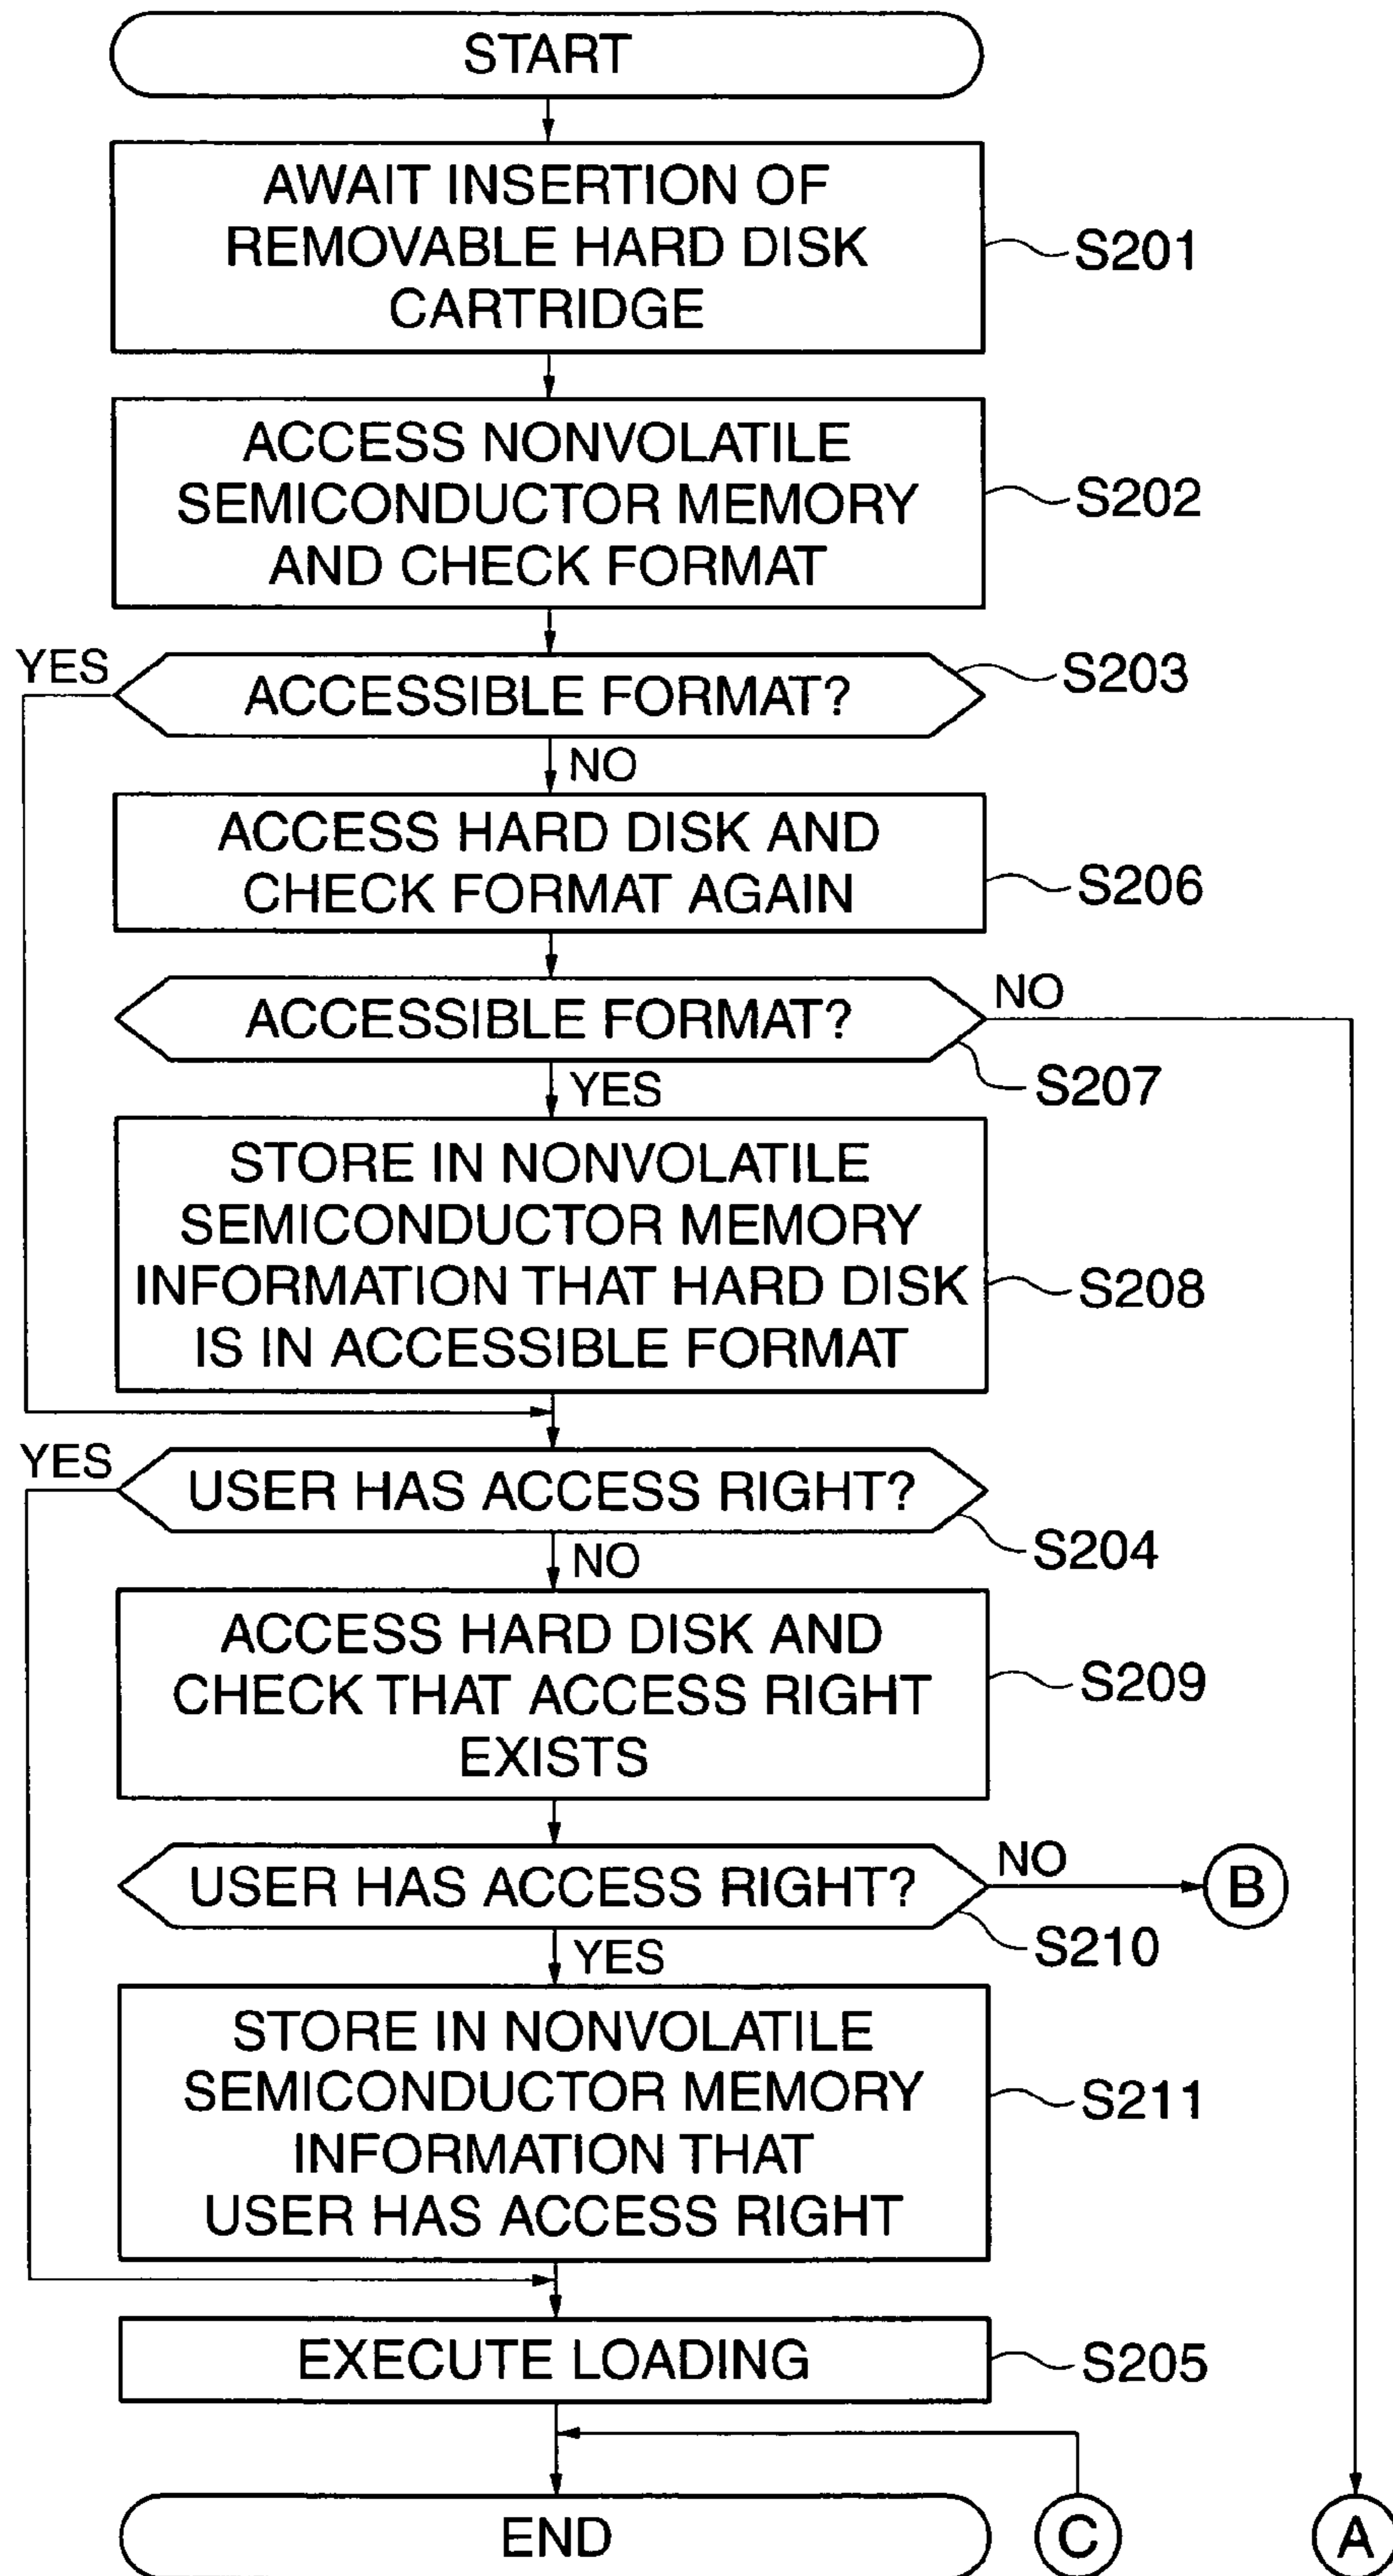 START
AWAIT INSERTION OF
REMOVABLE HARD DISK
CARTRIDGE
S201
ACCESS NONVOLATILE
SEMICONDUCTOR MEMORY
AND CHECK FORMAT
S202
YES
ACCESSIBLE FORMAT?
S203
NO
ACCESS HARD DISK AND
CHECK FORMAT AGAIN
S206
ACCESSIBLE FORMAT?
NO
S207
YES
STORE IN NONVOLATILE
SEMICONDUCTOR MEMORY
INFORMATION THAT HARD DISK
IS IN ACCESSIBLE FORMAT
S208
YES
USER HAS ACCESS RIGHT?
S204
NO
ACCESS HARD DISK AND
CHECK THAT ACCESS RIGHT
EXISTS
S209
USER HAS ACCESS RIGHT?
NO
B
S210
YES
STORE IN NONVOLATILE
SEMICONDUCTOR MEMORY
INFORMATION THAT
USER HAS ACCESS RIGHT
S211
EXECUTE LOADING
S205
END
C
A